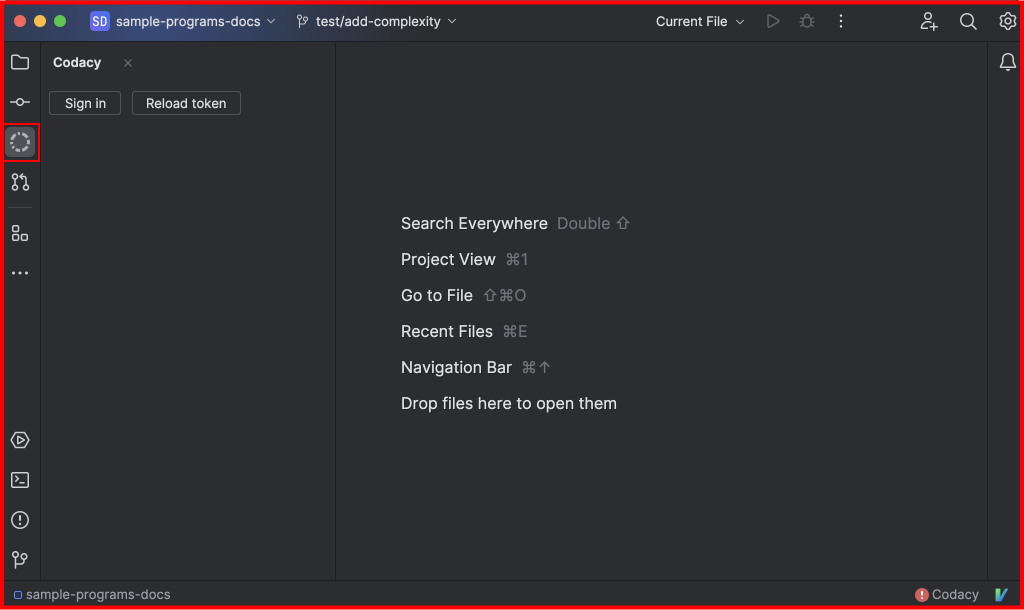 SD sample-programs-docs test/add-complexity Current File
Codacy
Sign in Reload token
Search Everywhere Double ⇧
Project View ⌘1
Go to File ⇧⌘O
Recent Files ⌘E
Navigation Bar ⌘↑
Drop files here to open them
sample-programs-docs Codacy